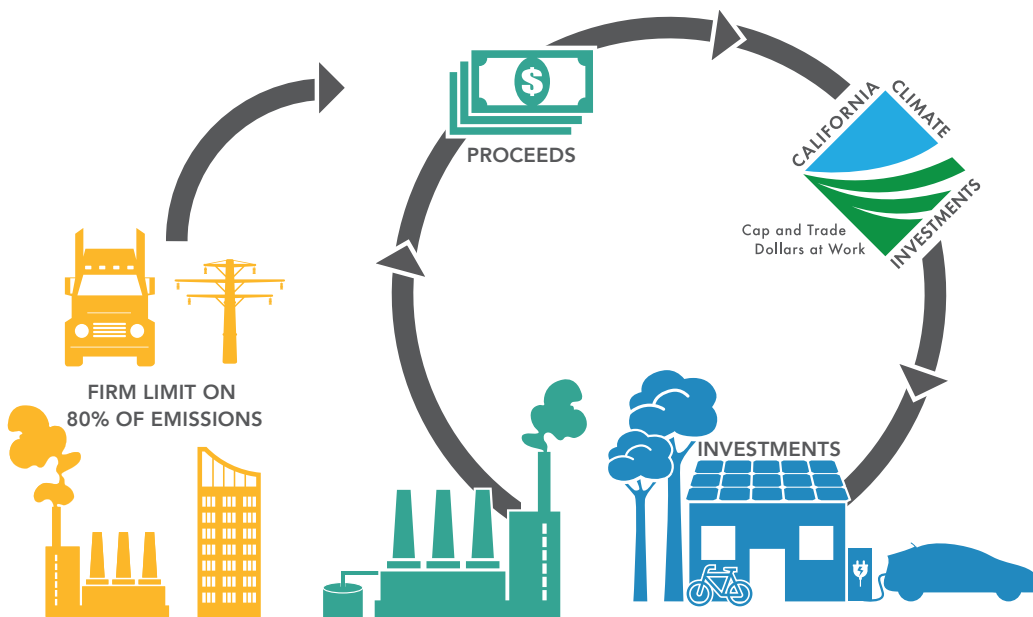 $
PROCEEDS
CALIFORNIA
CLIMATE
INVESTMENTS
Cap and Trade
Dollars at Work
FIRM LIMIT ON
80% OF EMISSIONS
INVESTMENTS